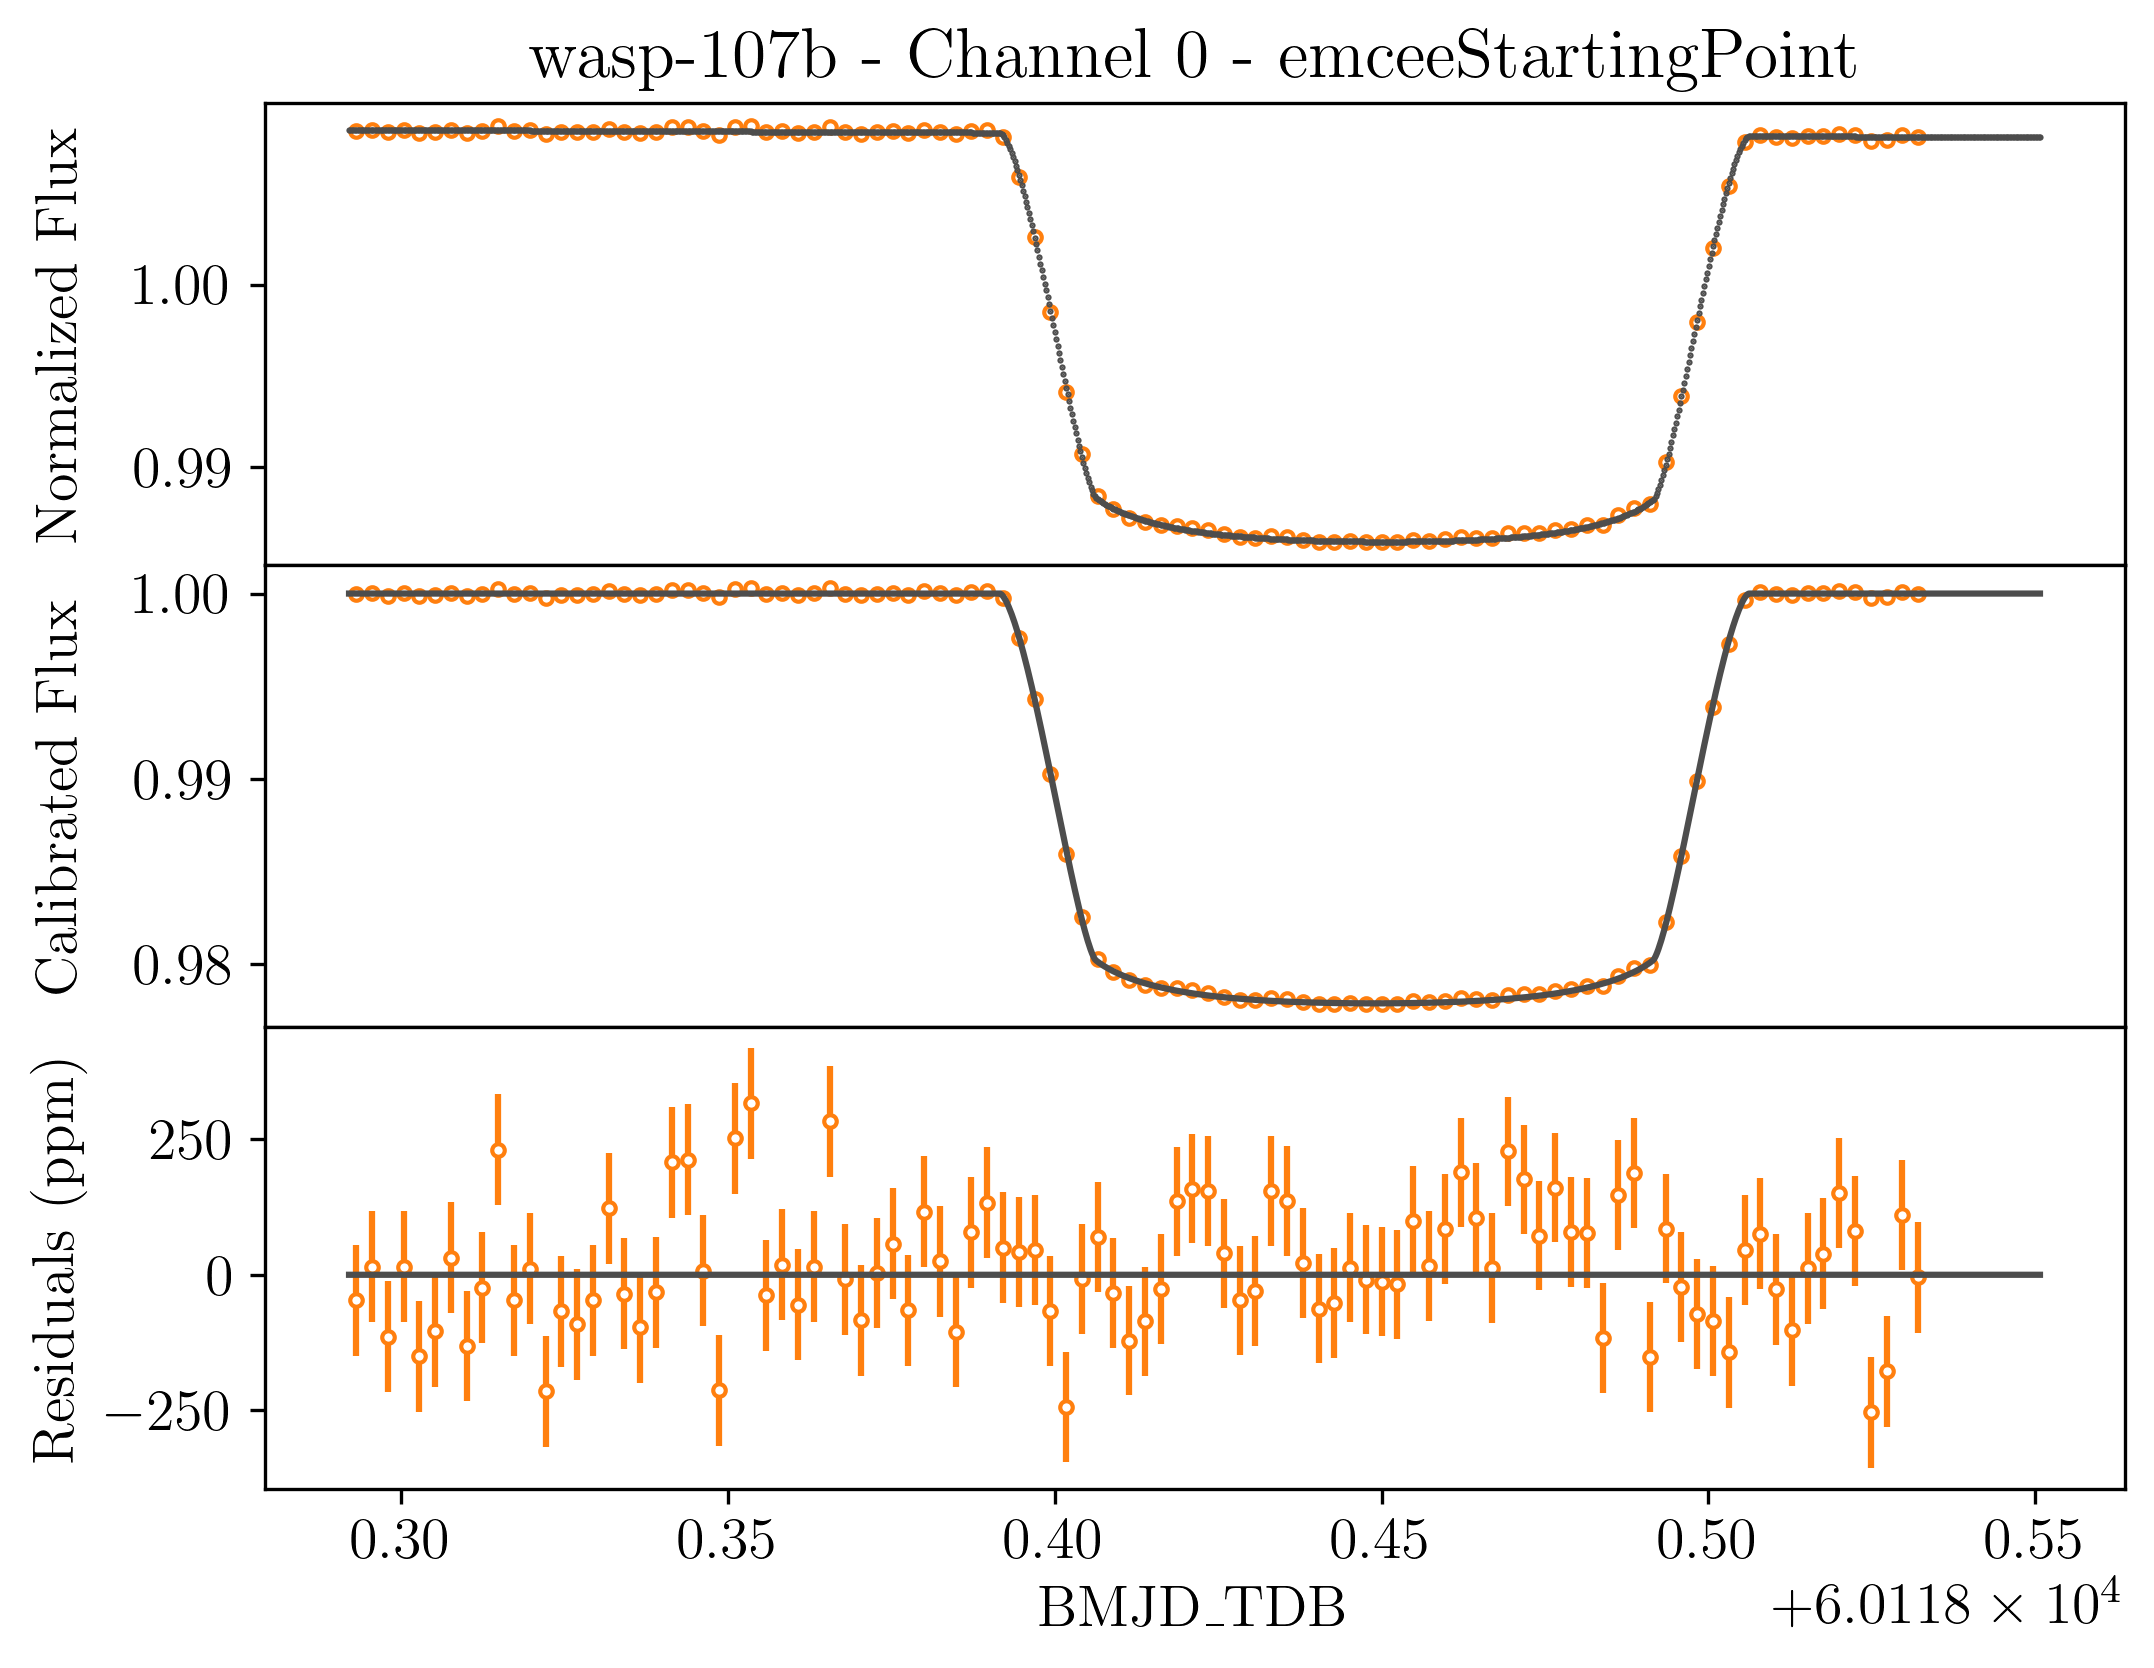 wasp-107b - Channel 0 - emceeStartingPoint
Normalized Flux
1.00
0.99
Calibrated Flux
1.00
0.99
0.98
Residuals (ppm)
250
0
−250
0.30 0.35 0.40 0.45 0.50 0.55
BMJD_TDB
+6.0118 × 10⁴